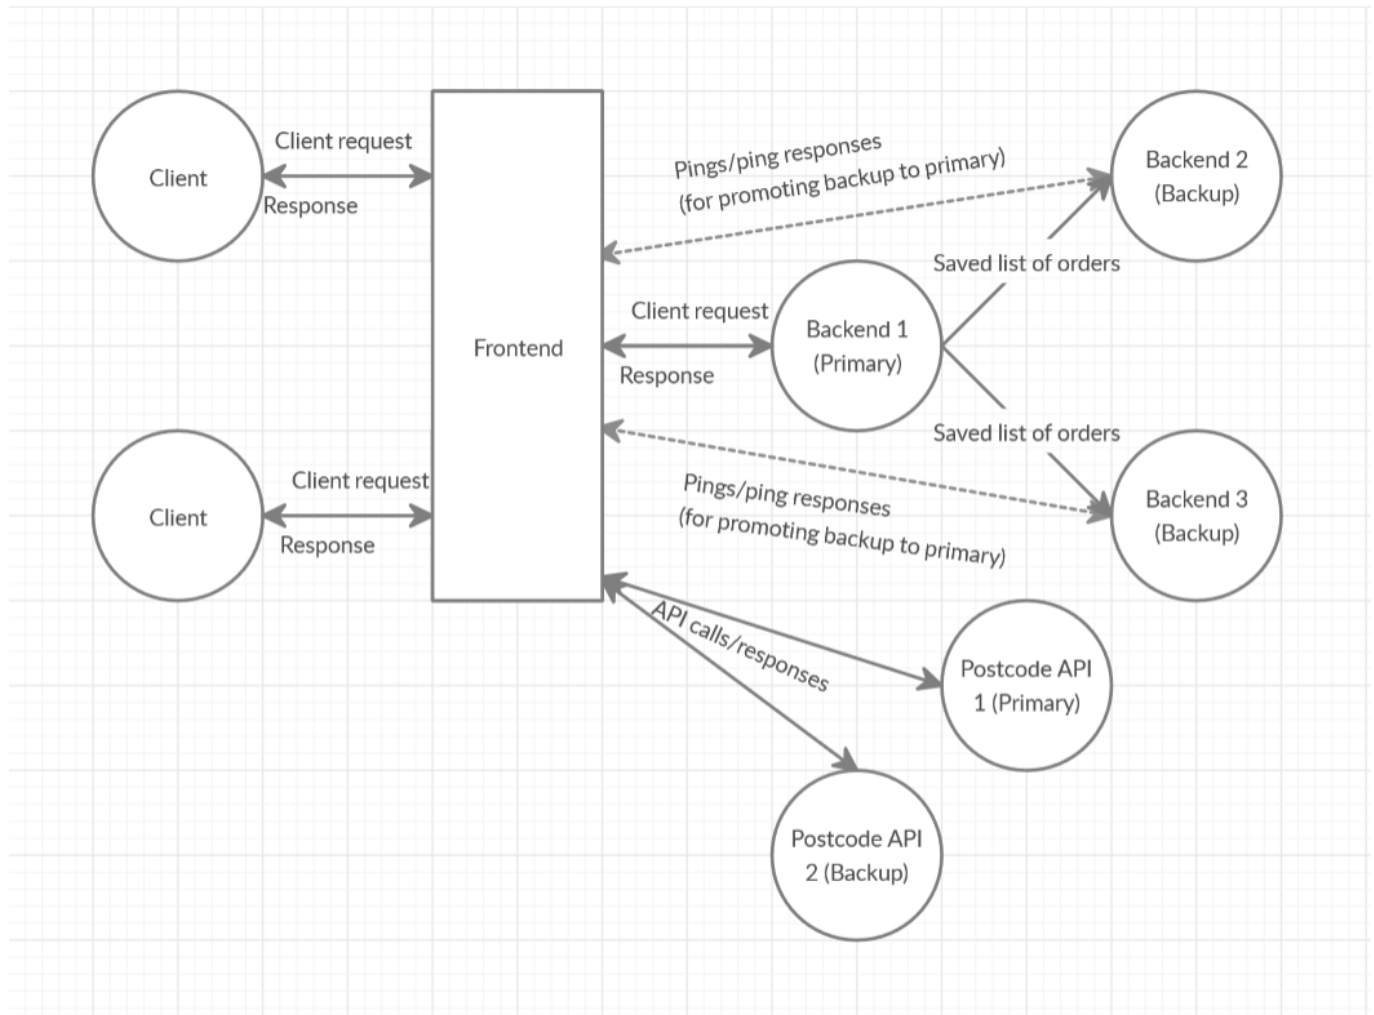 Client
Client request
Response
Frontend
Pings/ping responses
(for promoting backup to primary)
Backend 2
(Backup)
Saved list of orders
Client request
Response
Backend 1
(Primary)
Saved list of orders
Client
Client request
Response
Pings/ping responses
(for promoting backup to primary)
Backend 3
(Backup)
API calls/responses
Postcode API
1 (Primary)
Postcode API
2 (Backup)